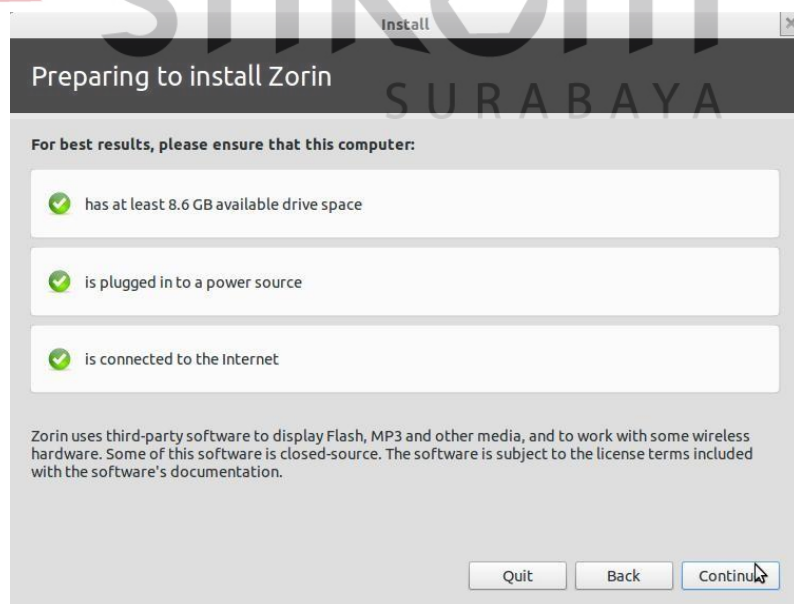 Install
Preparing to install Zorin
SURABAYA
For best results, please ensure that this computer:
has at least 8.6 GB available drive space
is plugged in to a power source
is connected to the Internet
Zorin uses third-party software to display Flash, MP3 and other media, and to work with some wireless
hardware. Some of this software is closed-source. The software is subject to the license terms included
with the software's documentation.
Quit
Back
Continue